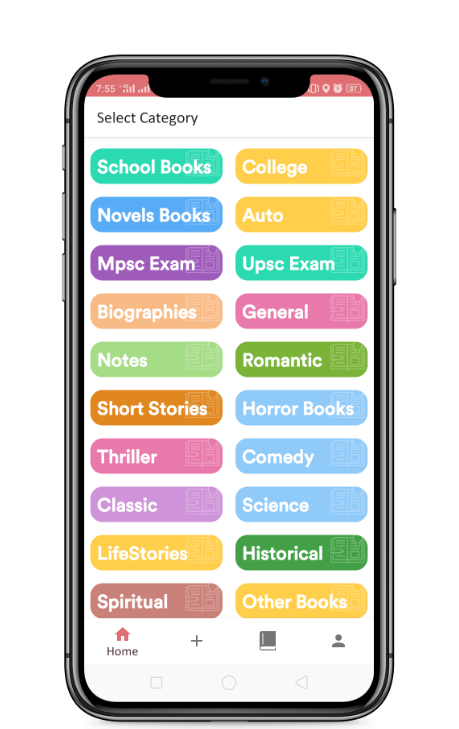 7:55
37
Select Category
School Books College
Novels Books Auto
Mpsc Exam Upsc Exam
Biographies General
Notes Romantic
Short Stories Horror Books
Thriller Comedy
Classic Science
LifeStories Historical
Spiritual Other Books
Home